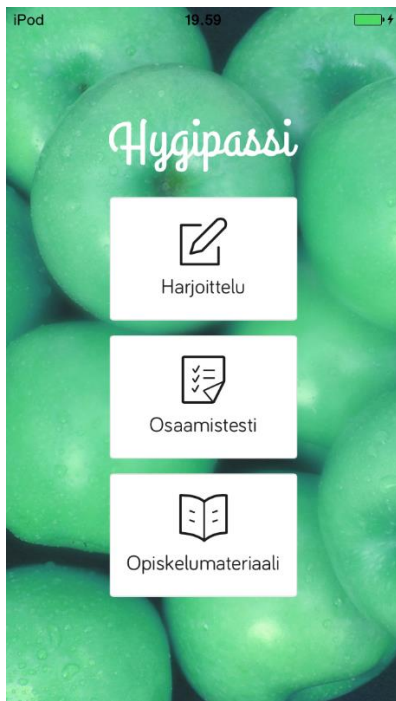 iPod 19.59
Hygipassi
Harjoittelu
Osaamistesti
Opiskelumateriaali